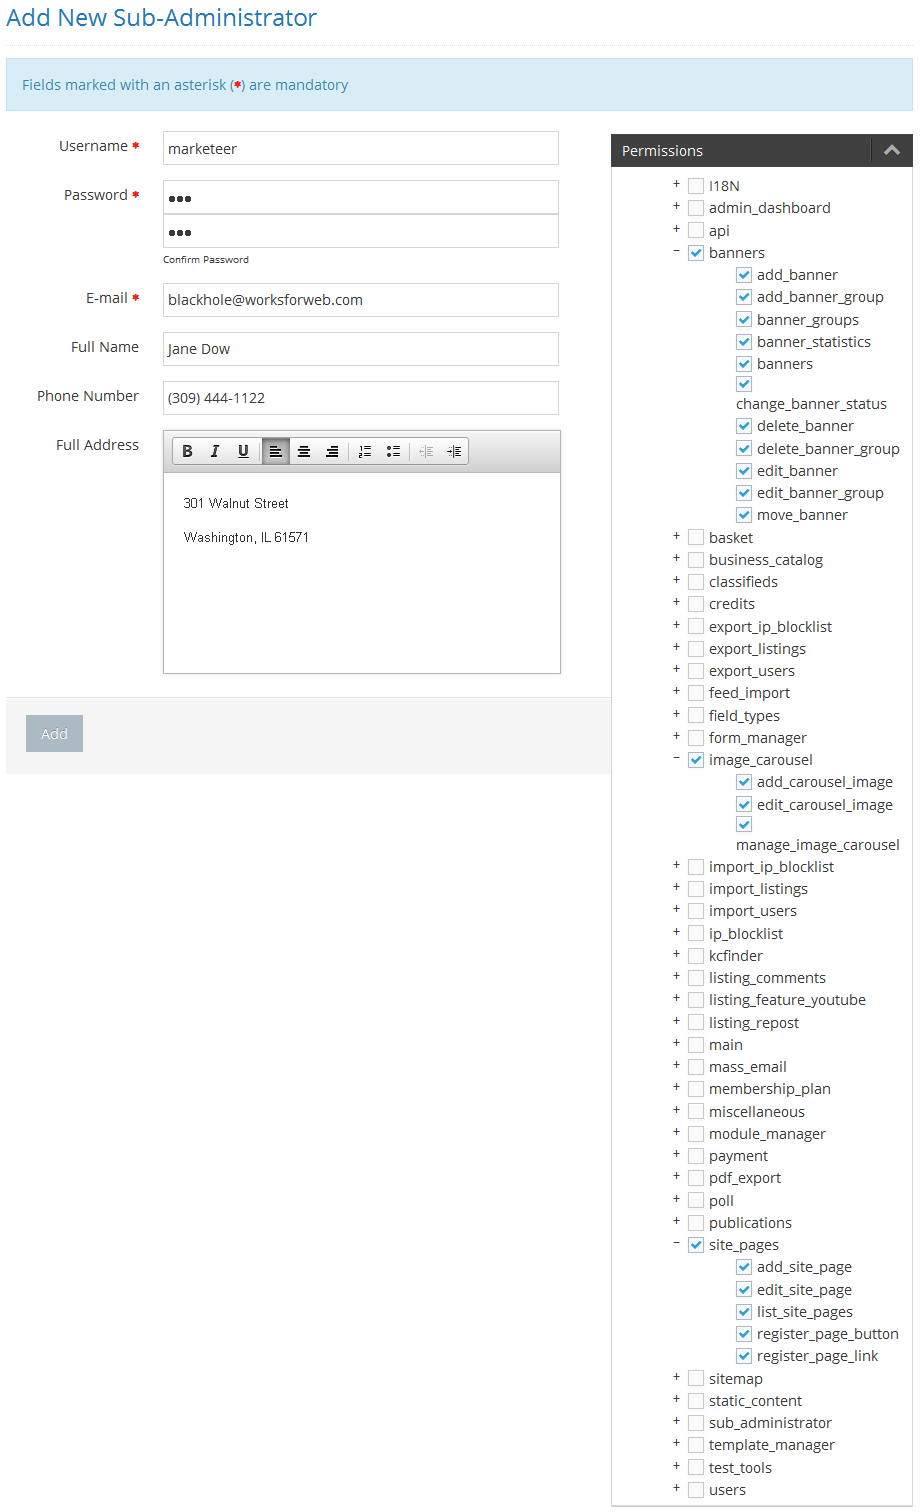 Add New Sub-Administrator
Fields marked with an asterisk (*) are mandatory
Username *
marketeer
Password *
•••
•••
Confirm Password
E-mail *
blackhole@worksforweb.com
Full Name
Jane Dow
Phone Number
(309) 444-1122
Full Address
B I U
301 Walnut Street
Washington, IL 61571
Add
Permissions
+ I18N
+ admin_dashboard
+ api
− banners
add_banner
add_banner_group
banner_groups
banner_statistics
banners
change_banner_status
delete_banner
delete_banner_group
edit_banner
edit_banner_group
move_banner
+ basket
+ business_catalog
+ classifieds
+ credits
+ export_ip_blocklist
+ export_listings
+ export_users
+ feed_import
+ field_types
+ form_manager
− image_carousel
add_carousel_image
edit_carousel_image
manage_image_carousel
+ import_ip_blocklist
+ import_listings
+ import_users
+ ip_blocklist
+ kcfinder
+ listing_comments
+ listing_feature_youtube
+ listing_repost
+ main
+ mass_email
+ membership_plan
+ miscellaneous
+ module_manager
+ payment
+ pdf_export
+ poll
+ publications
− site_pages
add_site_page
edit_site_page
list_site_pages
register_page_button
register_page_link
+ sitemap
+ static_content
+ sub_administrator
+ template_manager
+ test_tools
+ users